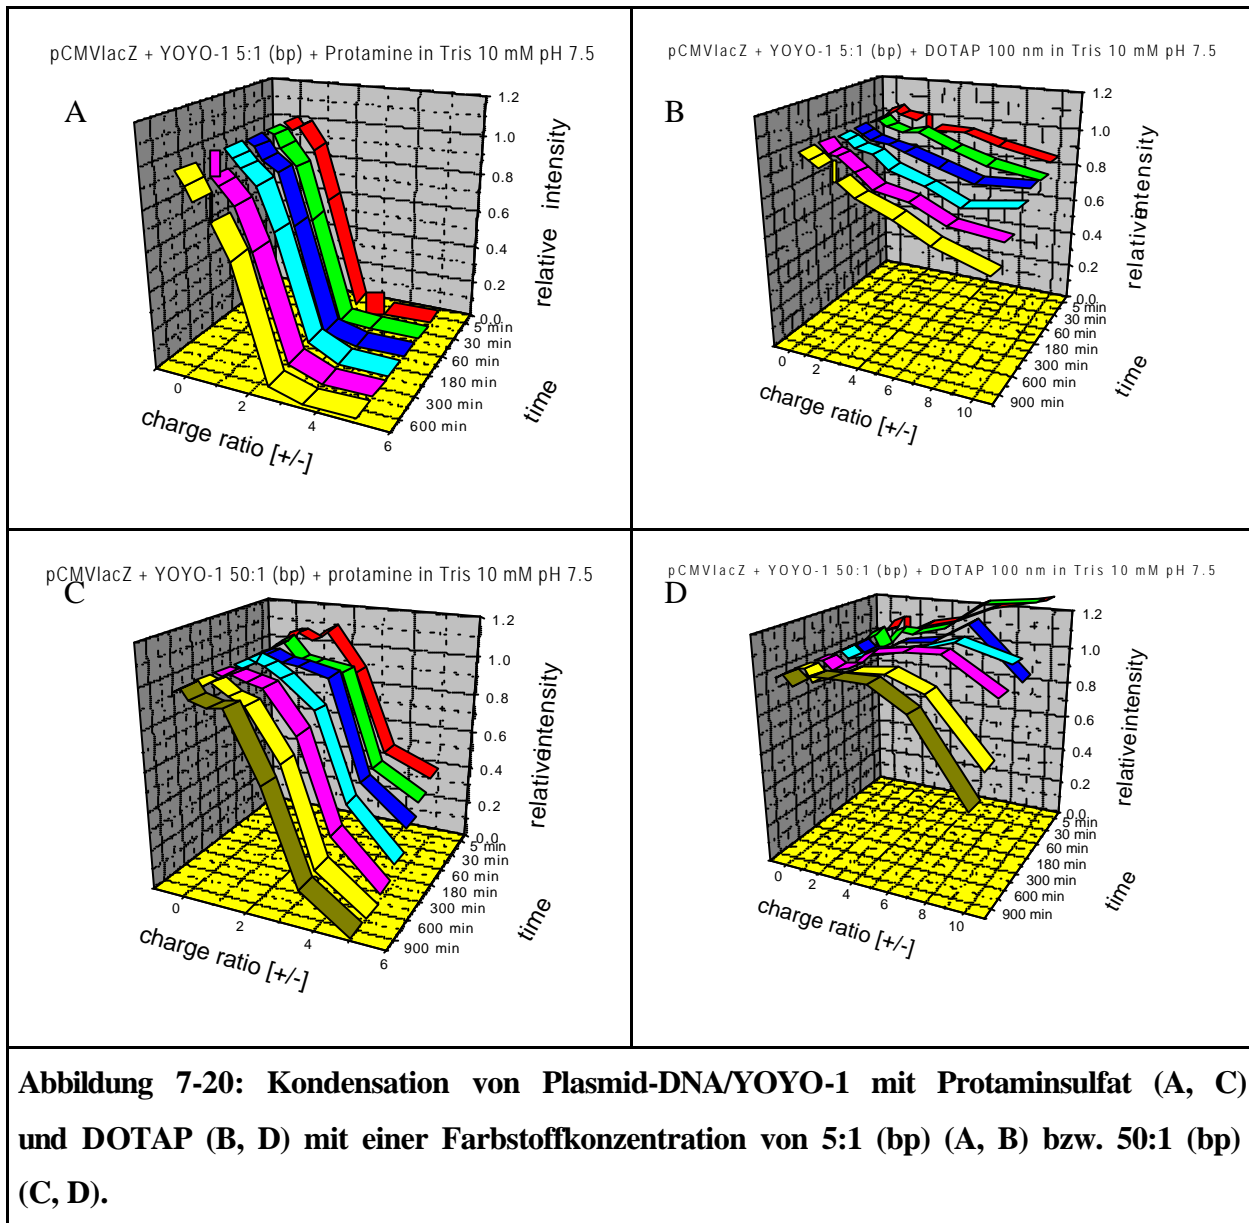 pCMVlacZ + YOYO-1 5:1 (bp) + Protamine in Tris 10 mM pH 7.5
A
1.2
1.0
0.8
0.6
0.4
0.2
0.0
relative intensity
5 min
30 min
60 min
180 min
300 min
600 min
time
0
2
4
6
charge ratio [+/-]
pCMVlacZ + YOYO-1 5:1 (bp) + DOTAP 100 nm in Tris 10 mM pH 7.5
B
1.2
1.0
0.8
0.6
0.4
0.2
0.0
relative intensity
5 min
30 min
60 min
180 min
300 min
600 min
900 min
time
0
2
4
6
8
10
charge ratio [+/-]
pCMVlacZ + YOYO-1 50:1 (bp) + protamine in Tris 10 mM pH 7.5
C
1.2
1.0
0.8
0.6
0.4
0.2
0.0
relative intensity
5 min
30 min
60 min
180 min
300 min
600 min
900 min
time
0
2
4
6
charge ratio [+/-]
pCMVlacZ + YOYO-1 50:1 (bp) + DOTAP 100 nm in Tris 10 mM pH 7.5
D
1.2
1.0
0.8
0.6
0.4
0.2
0.0
relative intensity
5 min
30 min
60 min
180 min
300 min
600 min
900 min
time
0
2
4
6
8
10
charge ratio [+/-]
Abbildung 7-20: Kondensation von Plasmid-DNA/YOYO-1 mit Protaminsulfat (A, C)
und DOTAP (B, D) mit einer Farbstoffkonzentration von 5:1 (bp) (A, B) bzw. 50:1 (bp)
(C, D).